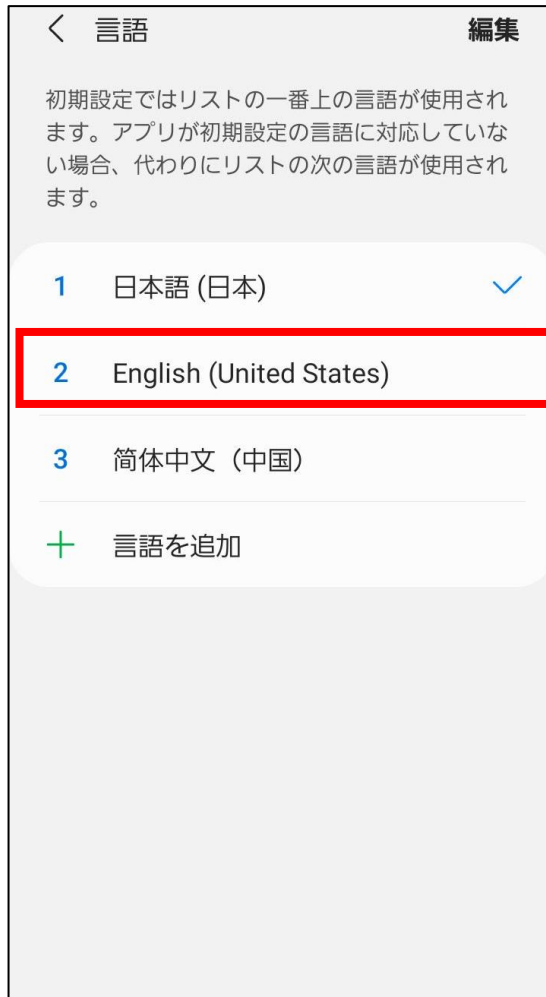 言語 編集
初期設定ではリストの一番上の言語が使用され
ます。アプリが初期設定の言語に対応していな
い場合、代わりにリストの次の言語が使用され
ます。
1 日本語 (日本)
2 English (United States)
3 简体中文（中国）
言語を追加